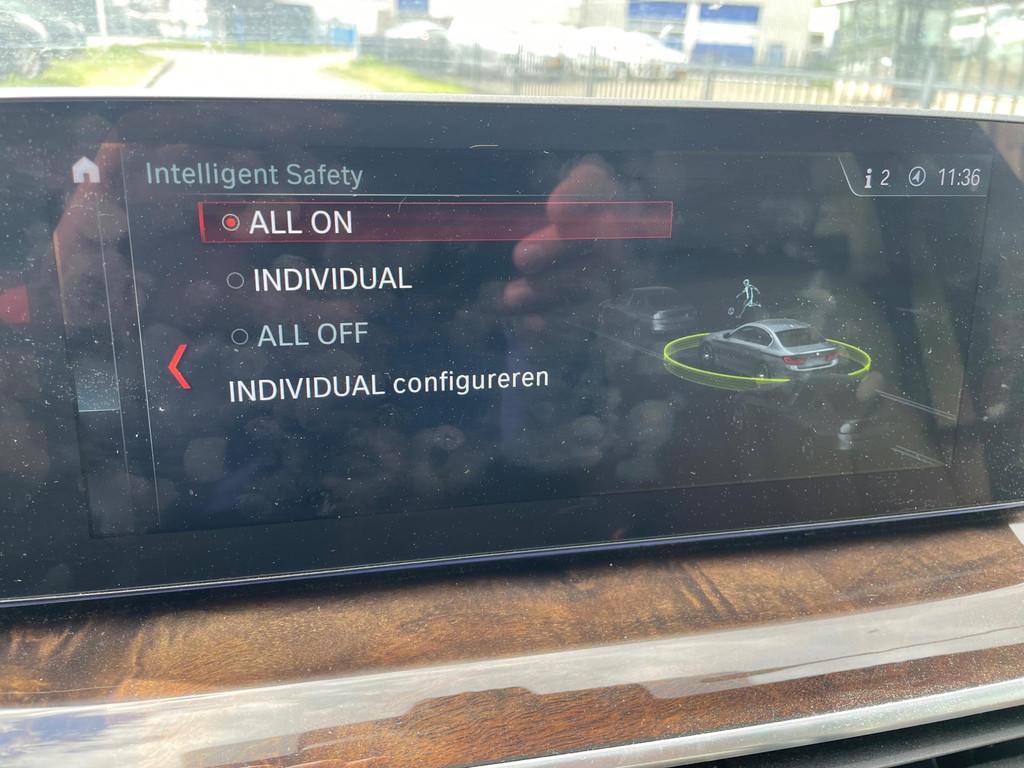 Intelligent Safety
i 2 11:36
ALL ON
INDIVIDUAL
ALL OFF
INDIVIDUAL configureren